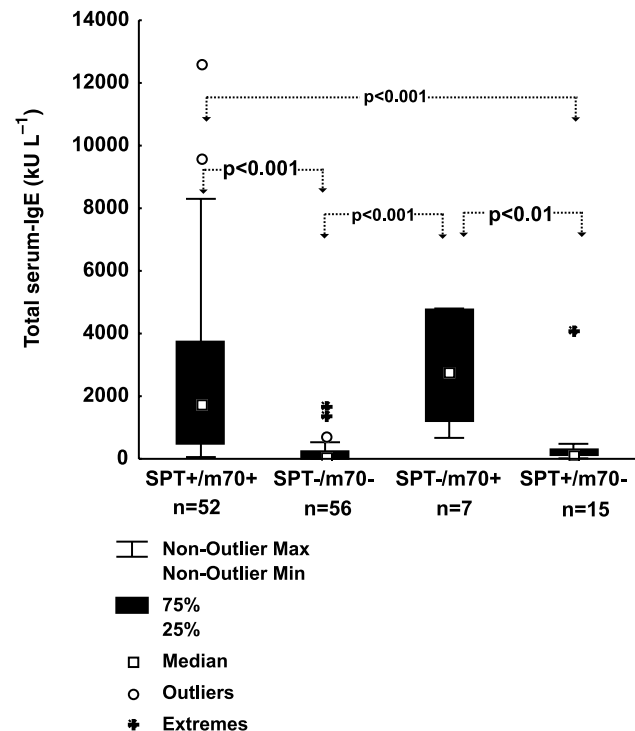 Total serum-IgE (kU L⁻¹)
14000
12000
10000
8000
6000
4000
2000
0
p<0.001
p<0.001
p<0.001
p<0.01
SPT+/m70+ SPT-/m70- SPT-/m70+ SPT+/m70-
n=52 n=56 n=7 n=15
Non-Outlier Max
Non-Outlier Min
75%
25%
Median
Outliers
Extremes